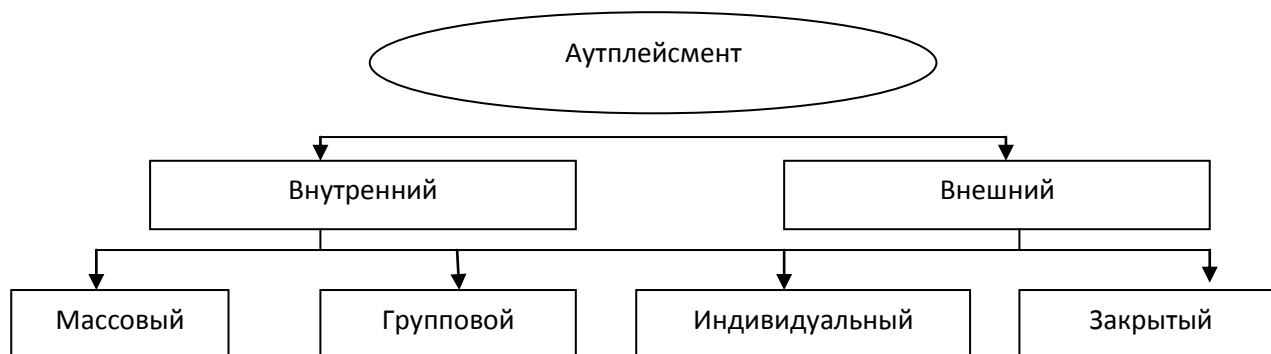 Аутплейсмент
Внутренний
Внешний
Массовый
Групповой
Индивидуальный
Закрытый